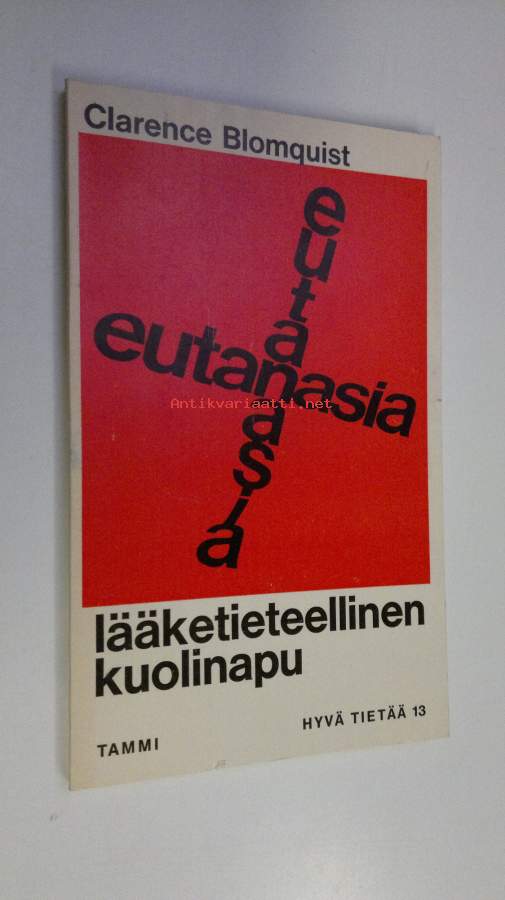 Clarence Blomquist
eutanasia
eutanasia
Antikvariaatti.net
lääketieteellinen
kuolinapu
HYVÄ TIETÄÄ 13
TAMMI